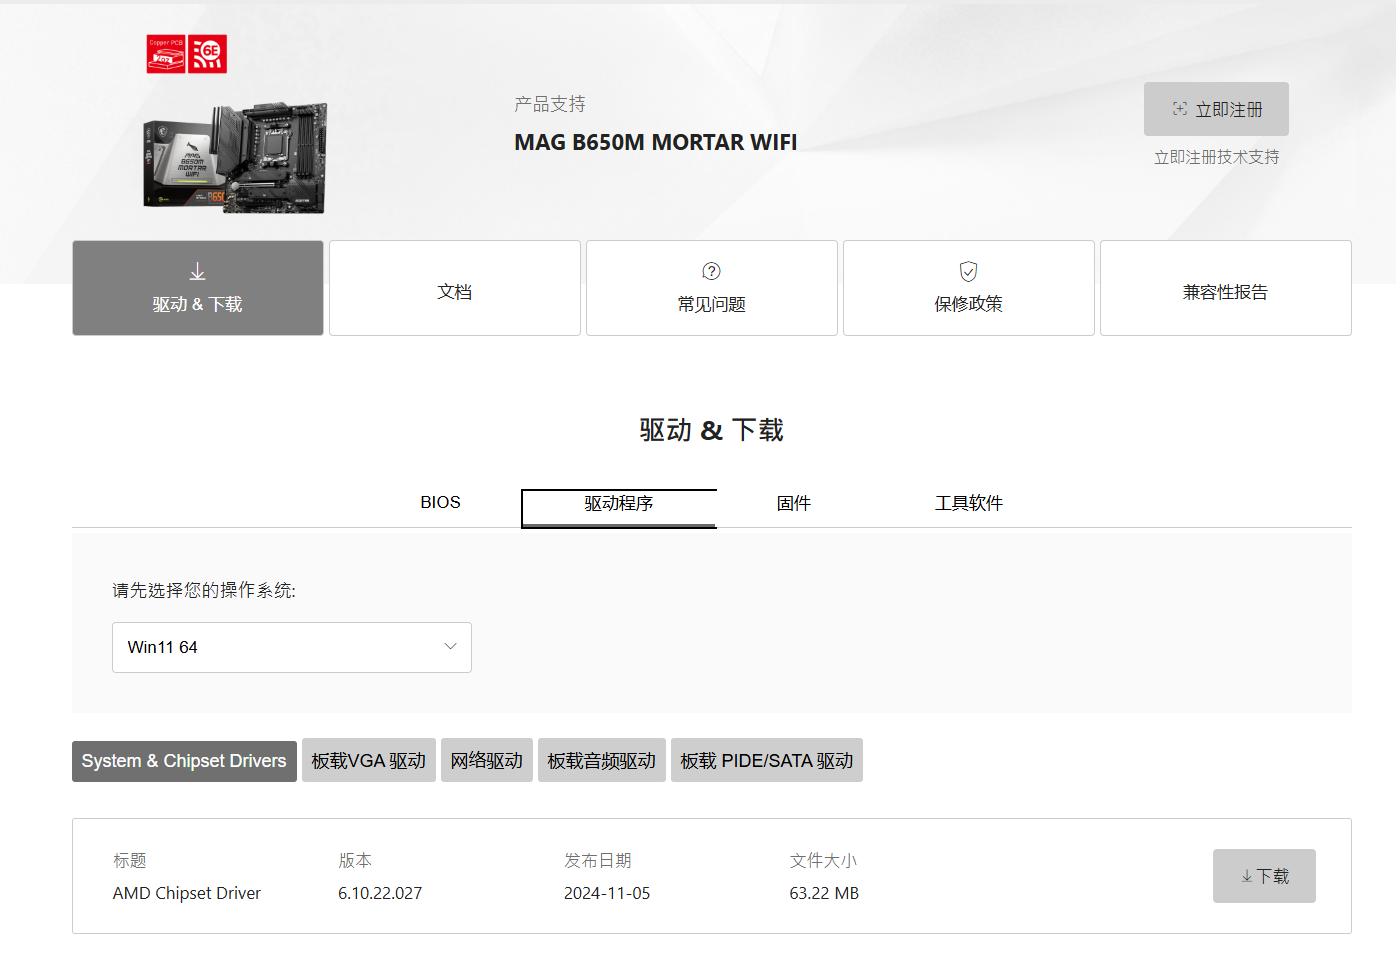 Copper PCB
2oz
6E
MAG
B650M
MORTAR
WIFI
产品支持
MAG B650M MORTAR WIFI
立即注册
立即注册技术支持
驱动 & 下载
文档
常见问题
保修政策
兼容性报告
驱动 & 下载
BIOS
驱动程序
固件
工具软件
请先选择您的操作系统:
Win11 64
System & Chipset Drivers
板载VGA 驱动
网络驱动
板载音频驱动
板载 PIDE/SATA 驱动
标题
版本
发布日期
文件大小
AMD Chipset Driver
6.10.22.027
2024-11-05
63.22 MB
下载